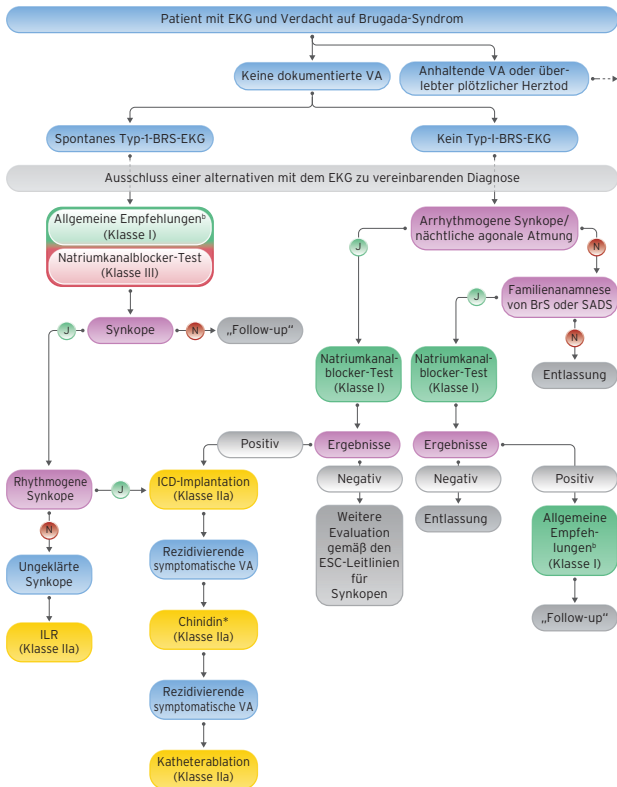 Patient mit EKG und Verdacht auf Brugada-Syndrom
Keine dokumentierte VA
Anhaltende VA oder über-
lebter plötzlicher Herztod
Spontanes Typ-1-BRS-EKG
Kein Typ-I-BRS-EKG
Ausschluss einer alternativen mit dem EKG zu vereinbarenden Diagnose
Allgemeine Empfehlungenᵇ
(Klasse I)
Natriumkanalblocker-Test
(Klasse III)
Arrhythmogene Synkope/
nächtliche agonale Atmung
J
N
Familienanamnese
von BrS oder SADS
J
N
J
Synkope
N
„Follow-up“
Natriumkanal-
blocker-Test
(Klasse I)
Natriumkanal-
blocker-Test
(Klasse I)
Entlassung
Positiv
Ergebnisse
Ergebnisse
Rhythmogene
Synkope
J
ICD-Implantation
(Klasse IIa)
Negativ
Negativ
Positiv
N
Weitere
Evaluation
gemäß den
ESC-Leitlinien
für
Synkopen
Entlassung
Allgemeine
Empfeh-
lungenᵇ
(Klasse I)
Ungeklärte
Synkope
Rezidivierende
symptomatische VA
ILR
(Klasse IIa)
Chinidin*
(Klasse IIa)
„Follow-up“
Rezidivierende
symptomatische VA
Katheterablation
(Klasse IIa)